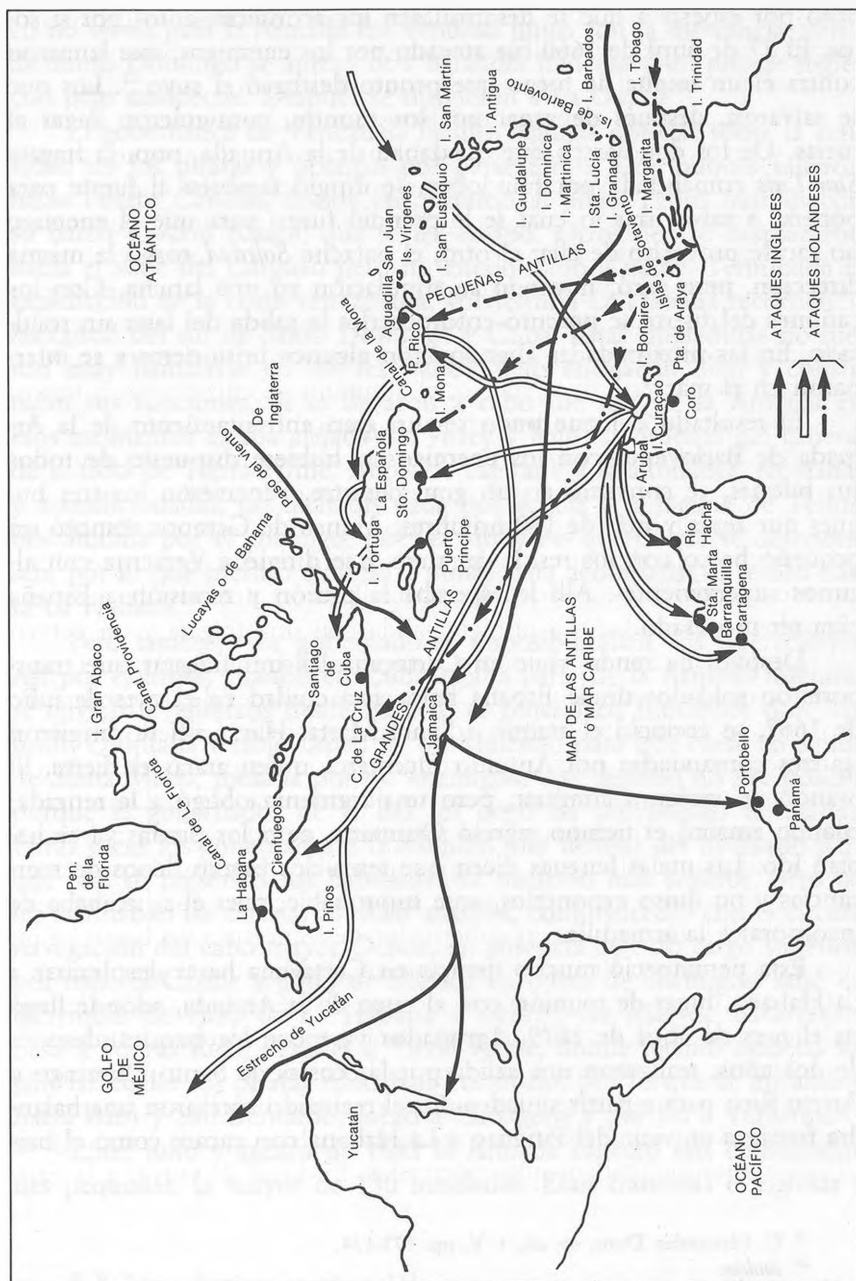 OCÉANO
ATLÁNTICO
GOLFO
DE
MÉJICO
Pen.
de la
Florida
I. Gran Abaco
Canal Providencia
Lucayas o de Bahama
Canal de la Florida
De
Inglaterra
Paso del viento
La Habana
Cienfuegos
I. Pinos
Santiago
de
Cuba
C. de La Cruz
GRANDES
ANTILLAS
Jamaica
I. Tortuga
La Española
Sto. Domingo
Puerto
Príncipe
Canal de la Mona
I. Mona
Aguadilla
San Juan
P. Rico
Is. Vírgenes
I. San Eustaquio
I. San Martín
I. Antigua
PEQUEÑAS ANTILLAS
Guadalupe
I. Dominica
I. Martinica
I. Sta. Lucía
I. Granada
Is. Barlovento
I. Barbados
I. Tobago
I. Trinidad
I. Margarita
Islas de Sotavento
Bonaire
Pta. de Araya
I. Curaçao
Coro
I. Aruba
Río
Hacha
Sta. Marta
Barranquilla
Cartagena
MAR DE LAS ANTILLAS
O
MAR CARIBE
Portobello
Panamá
Estrecho de Yucatán
Yucatán
OCÉANO
PACÍFICO
ATAQUES INGLESES
ATAQUES HOLANDESES